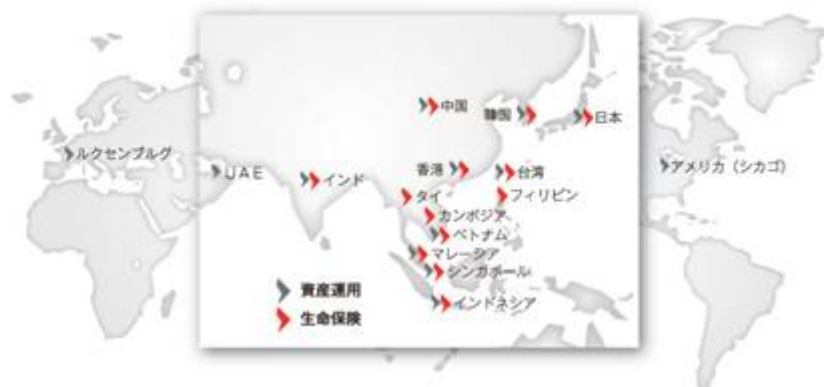 中国
韓国
日本
ルクセンブルグ
UAE
インド
香港
台湾
アメリカ（シカゴ）
タイ
フィリピン
カンボジア
ベトナム
マレーシア
シンガポール
資産運用
インドネシア
生命保険